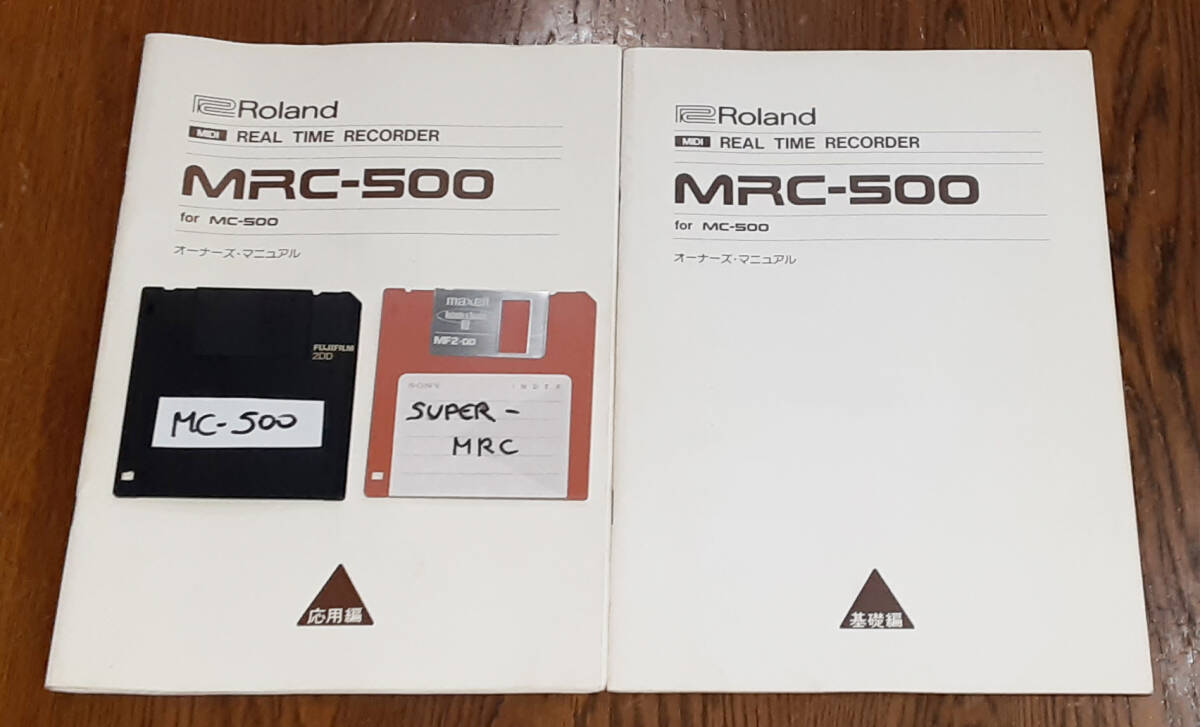 Roland
MIDI REAL TIME RECORDER
MRC-500
for MC-500
オーナーズ・マニュアル
FUJIFILM
2DD
MC-500
maxell
MF2-DD
SONY INDEX
SUPER-
MRC
応用編
Roland
MIDI REAL TIME RECORDER
MRC-500
for MC-500
オーナーズ・マニュアル
基礎編